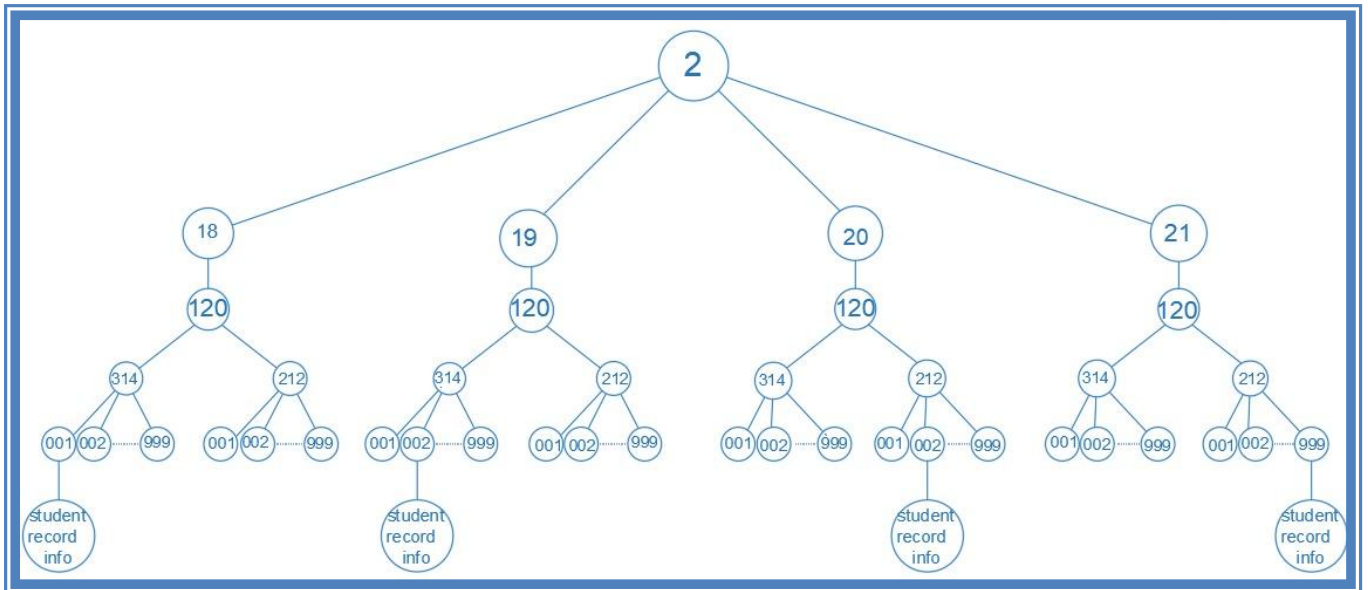 2
18 19 20 21
120 120 120 120
314 212 314 212 314 212 314 212
001 002 999 001 002 999 001 002 999 001 002 999 001 002 999 001 002 999 001 002 999 001 002 999
student student student student
record record record record
info info info info